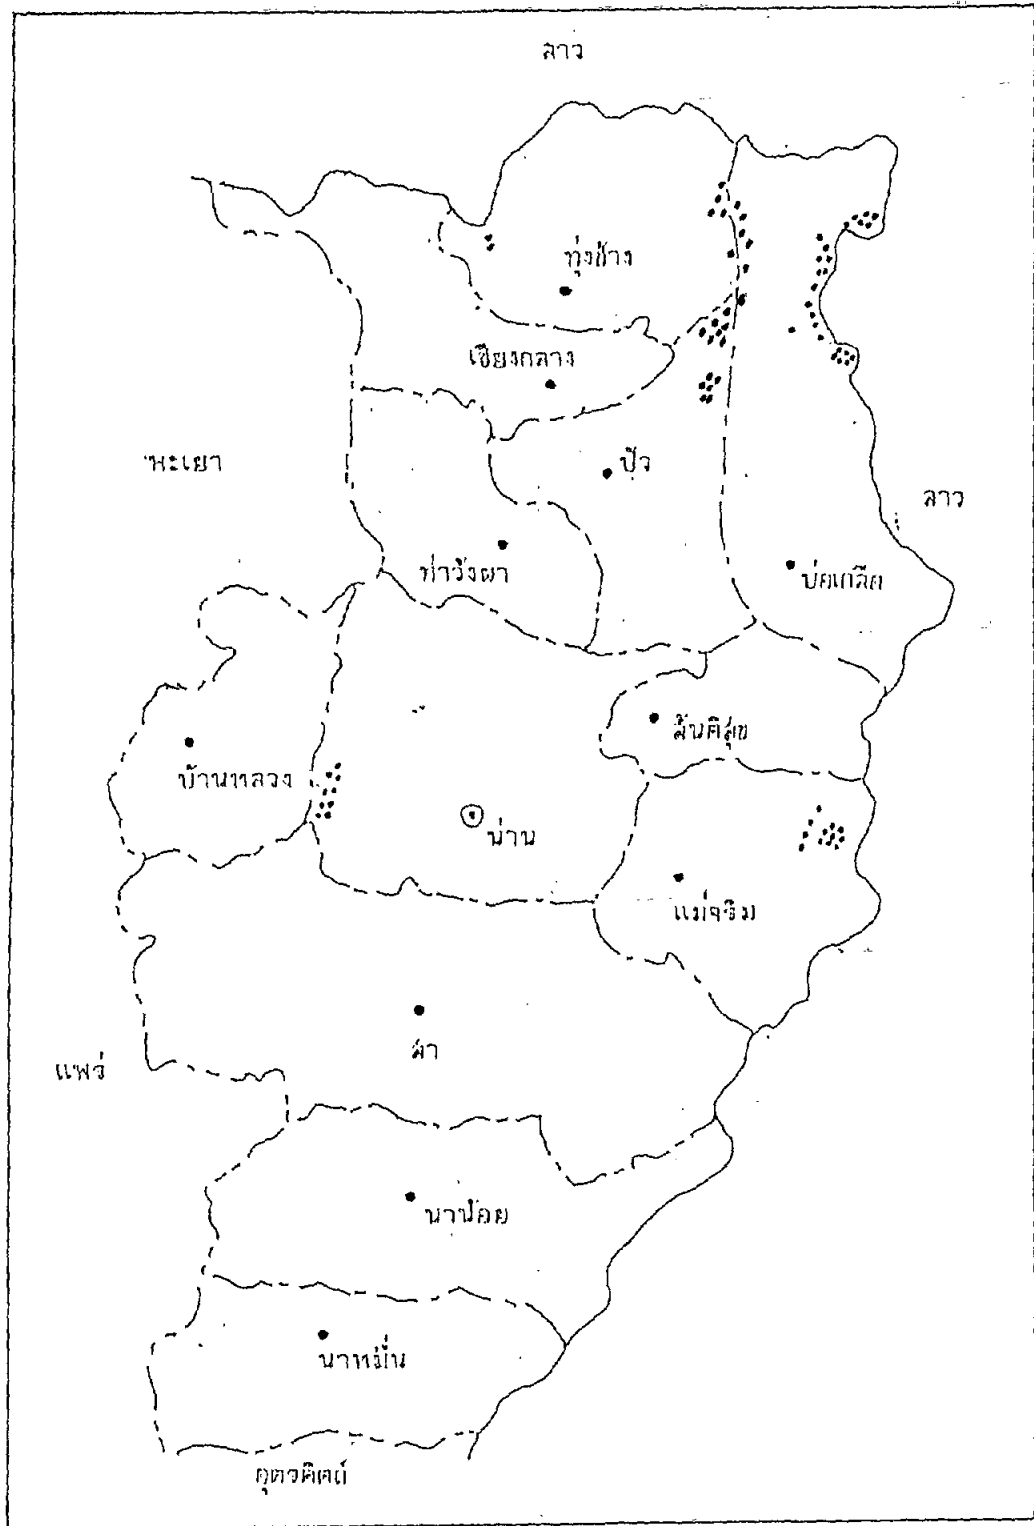 ลาว
ทุ่งช้าง
เชียงกลาง
พะเยา
ปัว
ลาว
ท่าวังผา
บ่อเกลือ
สันติสุข
บ้านหลวง
น่าน
แม่จริม
สา
แพร่
นาน้อย
นาหมื่น
อุตรดิตถ์